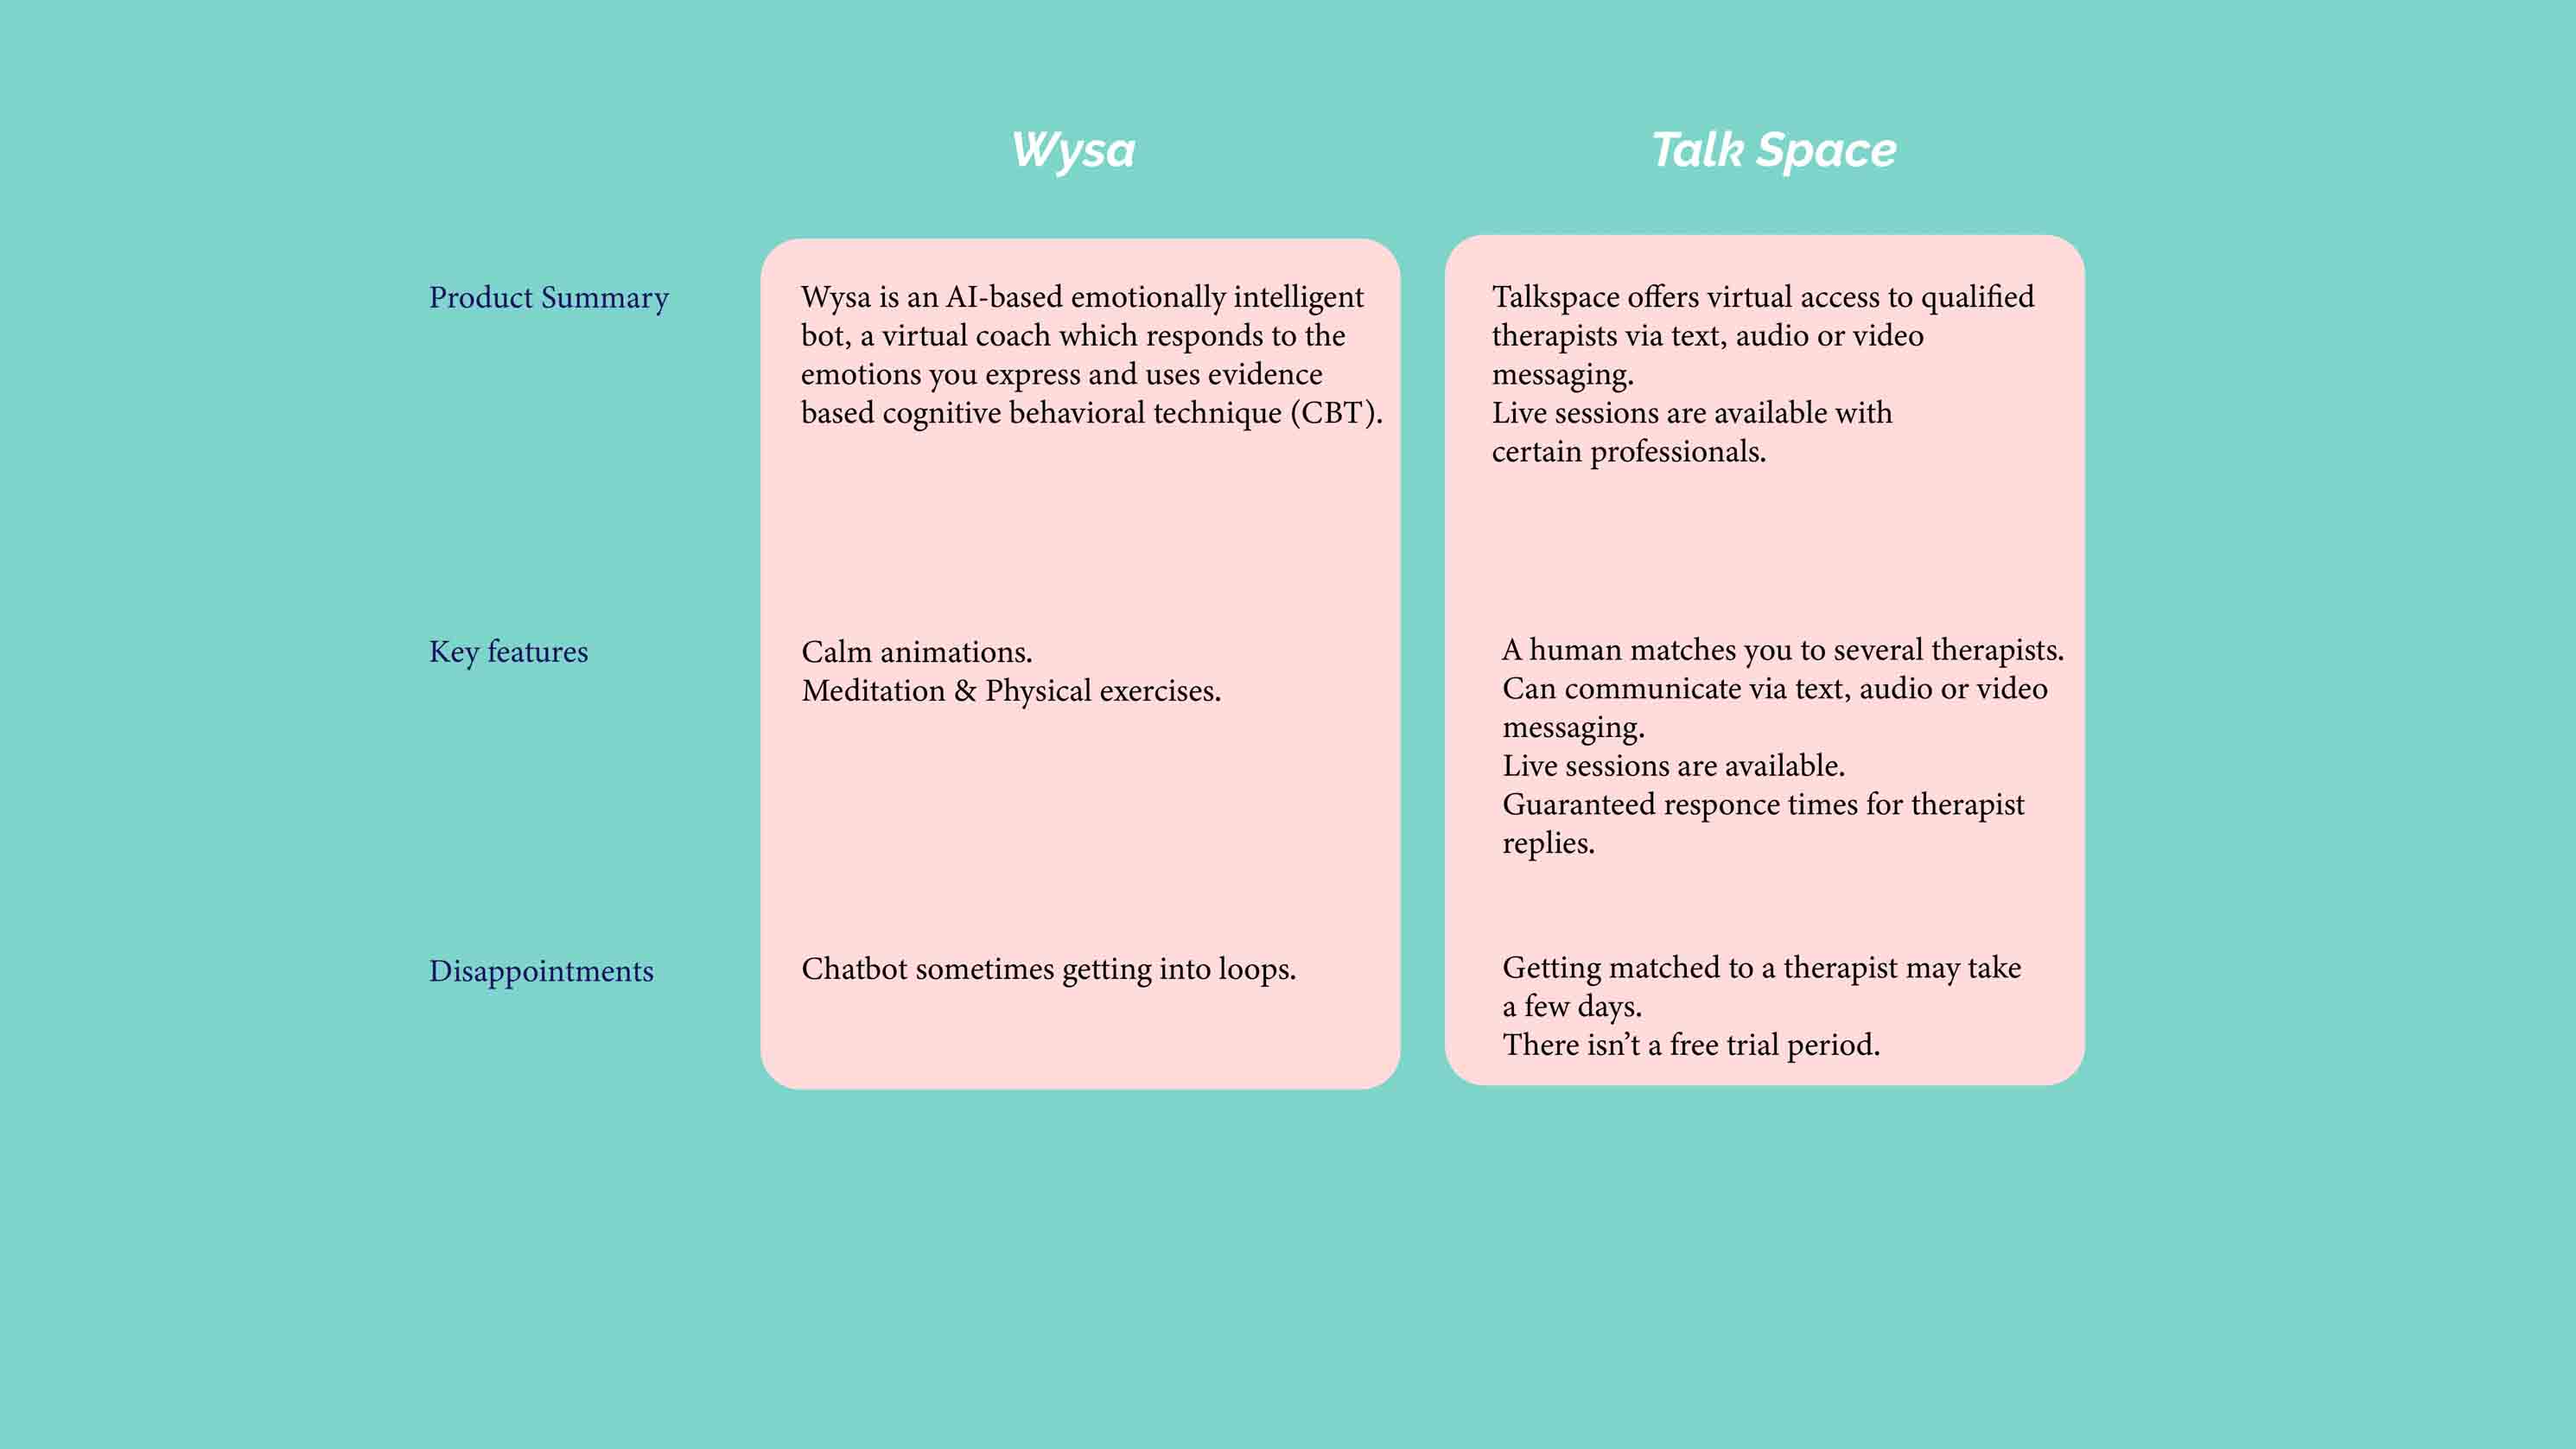 Wysa
Talk Space
Product Summary
Wysa is an AI-based emotionally intelligent
bot, a virtual coach which responds to the
emotions you express and uses evidence
based cognitive behavioral technique (CBT).
Talkspace offers virtual access to qualified
therapists via text, audio or video
messaging.
Live sessions are available with
certain professionals.
Key features
Calm animations.
Meditation & Physical exercises.
A human matches you to several therapists.
Can communicate via text, audio or video
messaging.
Live sessions are available.
Guaranteed responce times for therapist
replies.
Disappointments
Chatbot sometimes getting into loops.
Getting matched to a therapist may take
a few days.
There isn’t a free trial period.